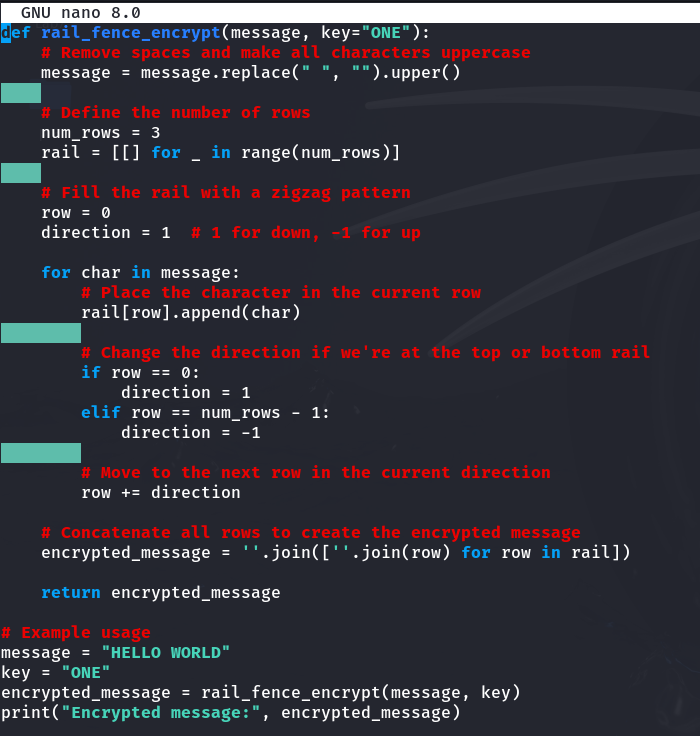 GNU nano 8.0
def rail_fence_encrypt(message, key="ONE"):
    # Remove spaces and make all characters uppercase
    message = message.replace(" ", "").upper()
    # Define the number of rows
    num_rows = 3
    rail = [[] for _ in range(num_rows)]
    # Fill the rail with a zigzag pattern
    row = 0
    direction = 1  # 1 for down, -1 for up
    for char in message:
        # Place the character in the current row
        rail[row].append(char)
        # Change the direction if we're at the top or bottom rail
        if row == 0:
            direction = 1
        elif row == num_rows - 1:
            direction = -1
        # Move to the next row in the current direction
        row += direction
    # Concatenate all rows to create the encrypted message
    encrypted_message = ''.join([''.join(row) for row in rail])
    return encrypted_message
# Example usage
message = "HELLO WORLD"
key = "ONE"
encrypted_message = rail_fence_encrypt(message, key)
print("Encrypted message:", encrypted_message)